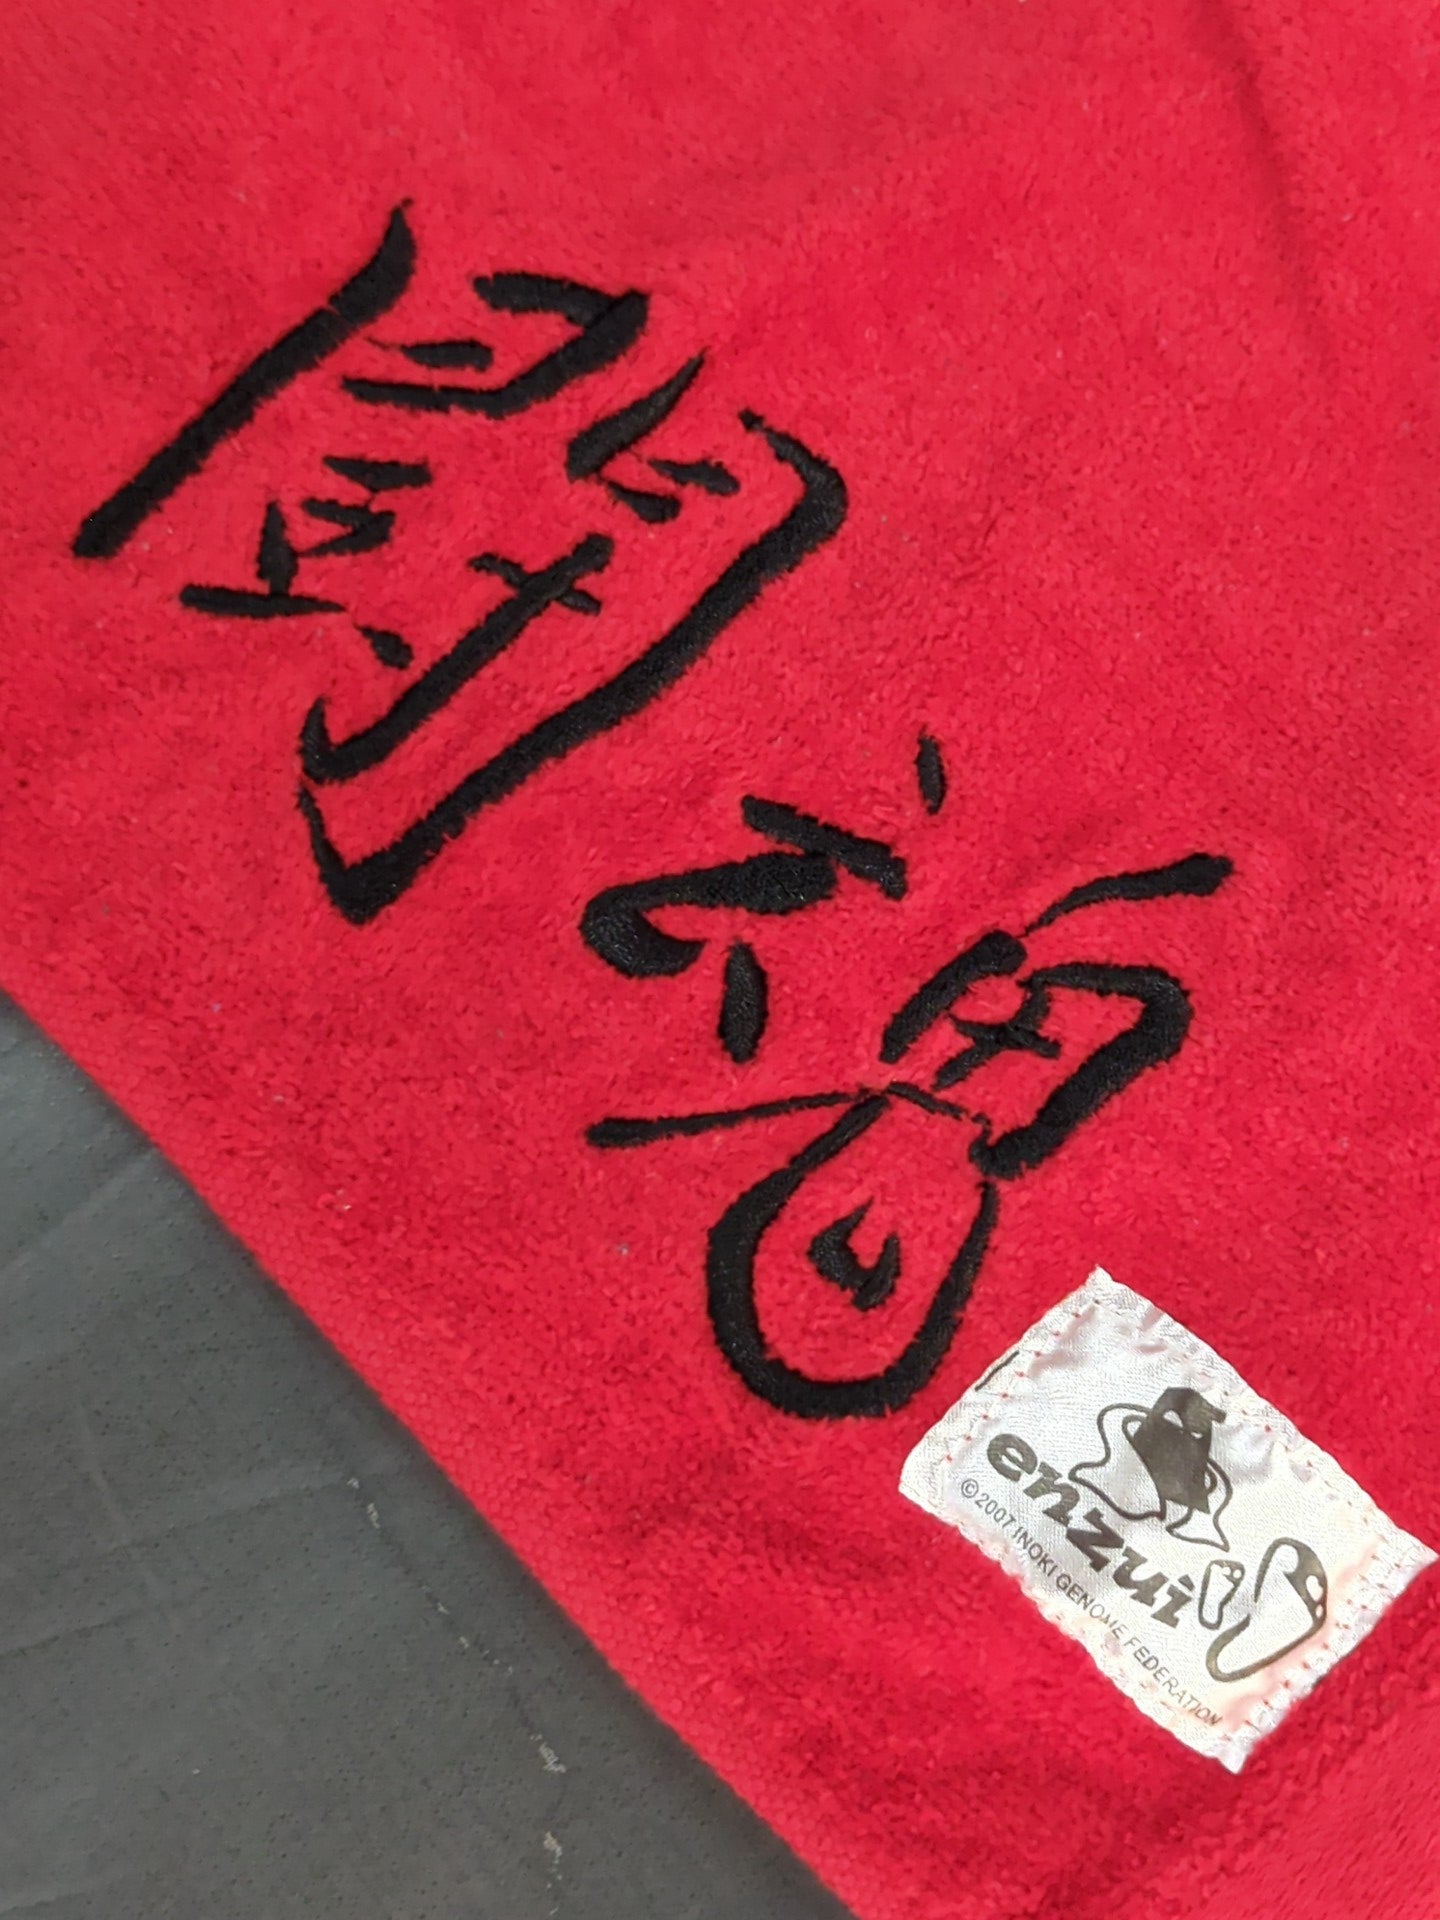 闘魂
enzui
©2007 INOKI GENOME FEDERATION